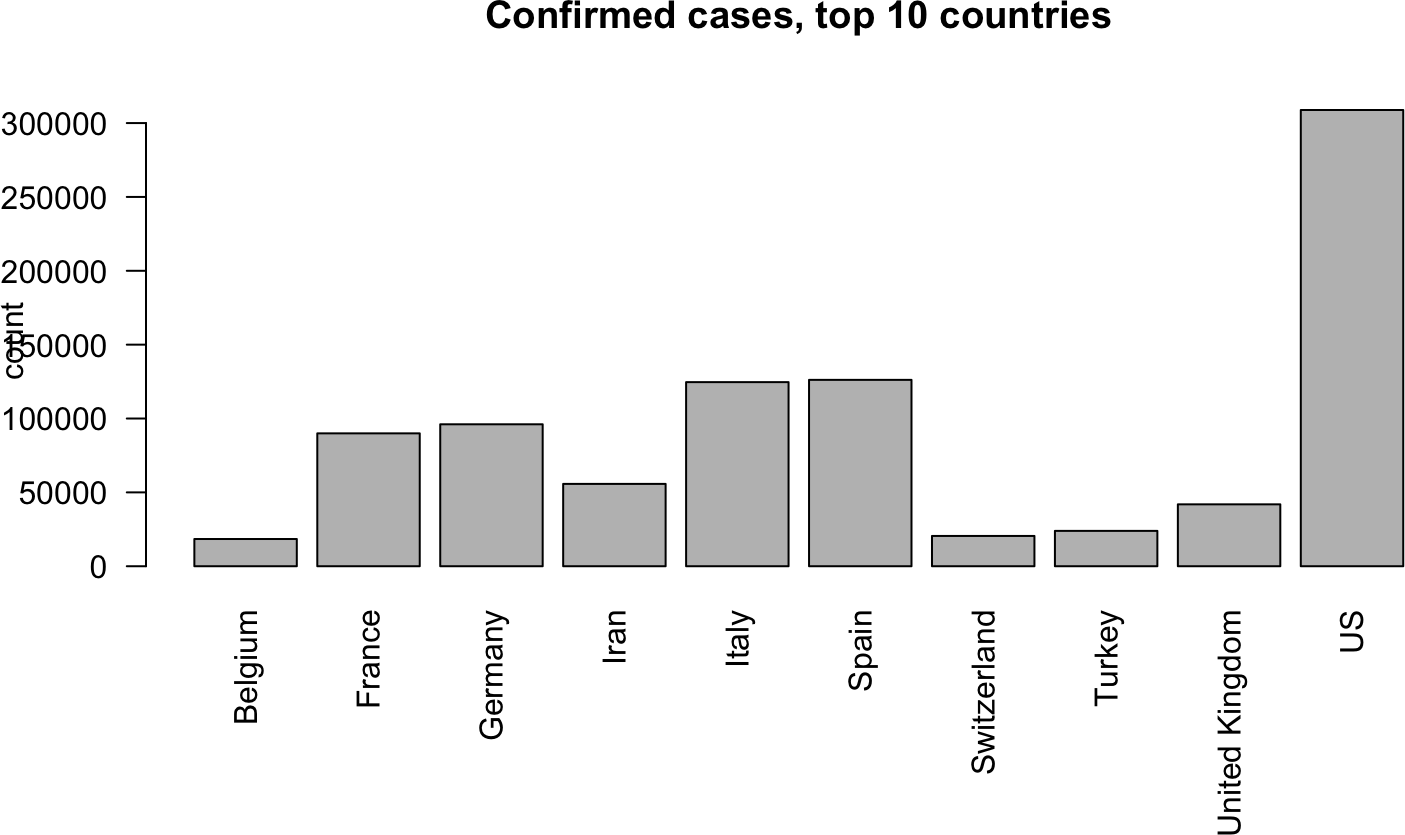 Confirmed cases, top 10 countries
count
300000
250000
200000
150000
100000
50000
0
Belgium
France
Germany
Iran
Italy
Spain
Switzerland
Turkey
United Kingdom
US